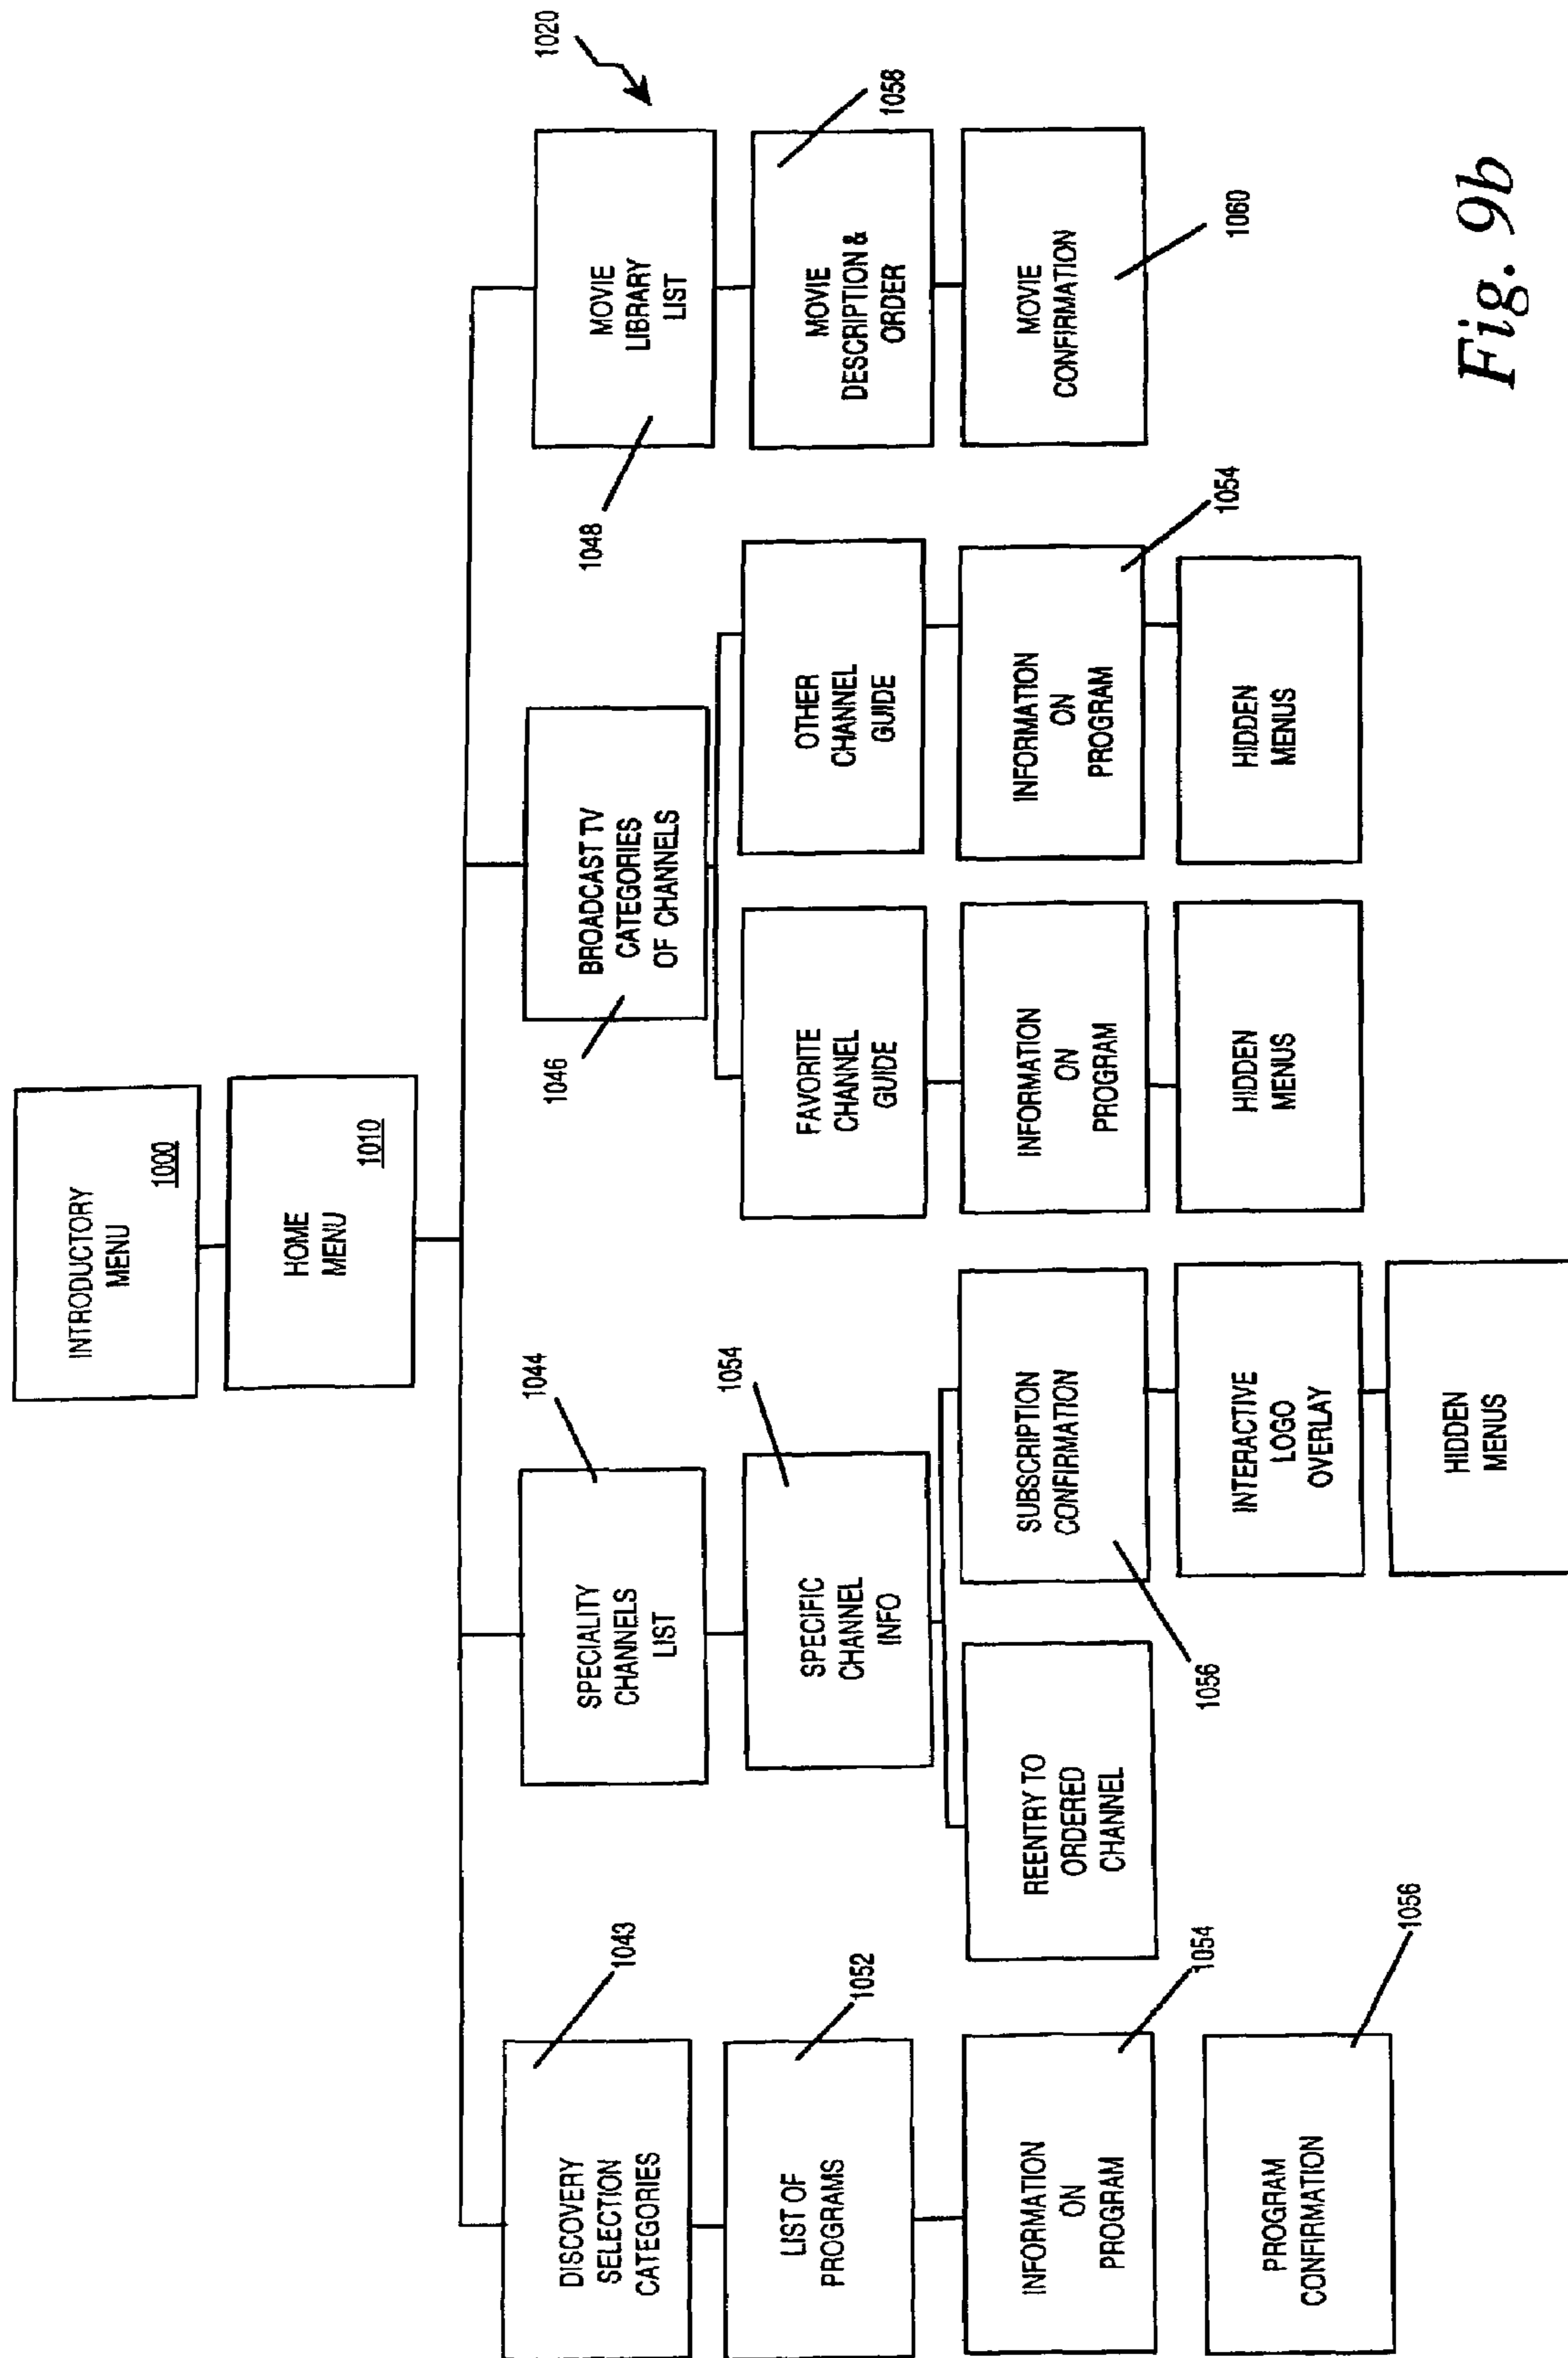 INTRODUCTORY
MENU
1000
HOME
MENU
1010
1020
DISCOVERY
SELECTION
CATEGORIES
1043
LIST OF
PROGRAMS
1052
INFORMATION
ON
PROGRAM
1054
PROGRAM
CONFIRMATION
1056
SPECIALITY
CHANNELS
LIST
1044
SPECIFIC
CHANNEL
INFO
1054
REENTRY TO
ORDERED
CHANNEL
SUBSCRIPTION
CONFIRMATION
1056
INTERACTIVE
LOGO
OVERLAY
HIDDEN
MENUS
BROADCAST TV
CATEGORIES
OF CHANNELS
1046
FAVORITE
CHANNEL
GUIDE
INFORMATION
ON
PROGRAM
HIDDEN
MENUS
OTHER
CHANNEL
GUIDE
INFORMATION
ON
PROGRAM
1054
HIDDEN
MENUS
MOVIE
LIBRARY
LIST
1048
MOVIE
DESCRIPTION &
ORDER
1058
MOVIE
CONFIRMATION
1060
Fig. 9b